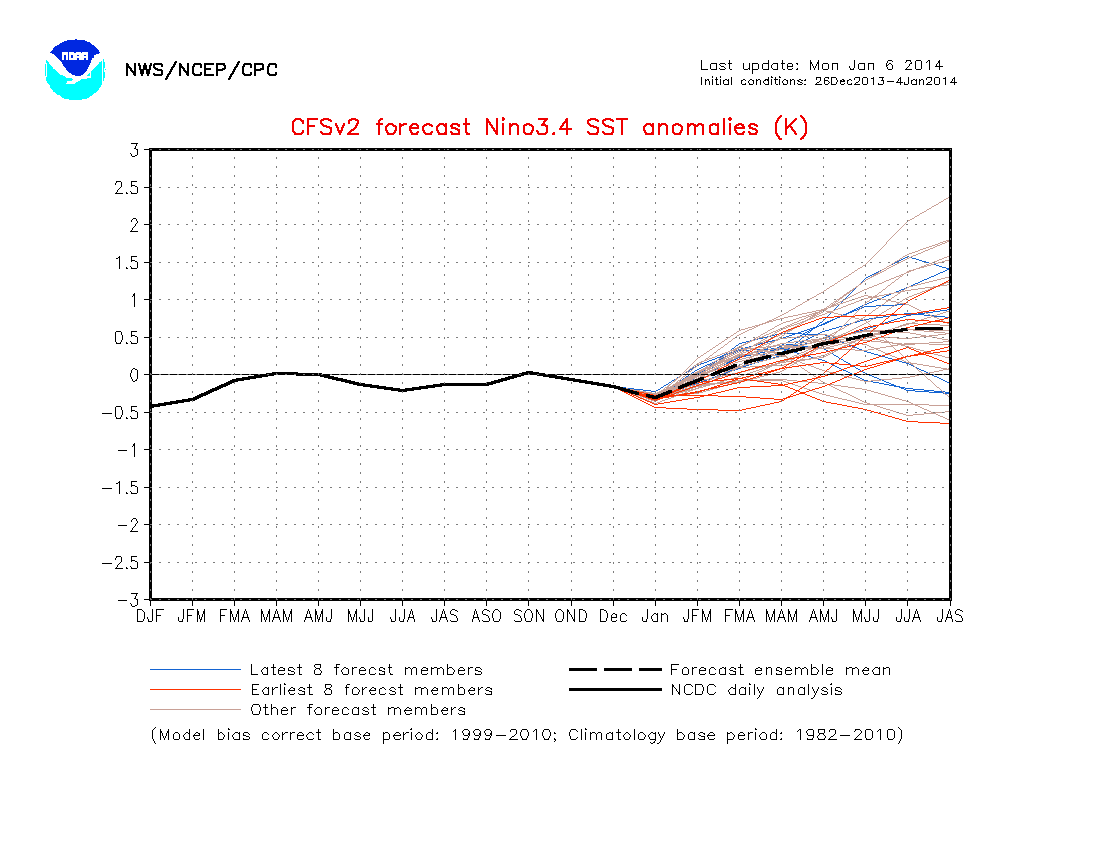 NOAA
NWS/NCEP/CPC
Last update: Mon Jan 6 2014
Initial conditions: 26Dec2013-4Jan2014
CFSv2 forecast Nino3.4 SST anomalies (K)
3
2.5
2
1.5
1
0.5
0
-0.5
-1
-1.5
-2
-2.5
-3
DJF JFM FMA MAM AMJ MJJ JJA JAS ASO SON OND Dec Jan JFM FMA MAM AMJ MJJ JJA JAS
Latest 8 forecst members
Forecast ensemble mean
Earliest 8 forecst members
NCDC daily analysis
Other forecast members
(Model bias correct base period: 1999-2010; Climatology base period: 1982-2010)